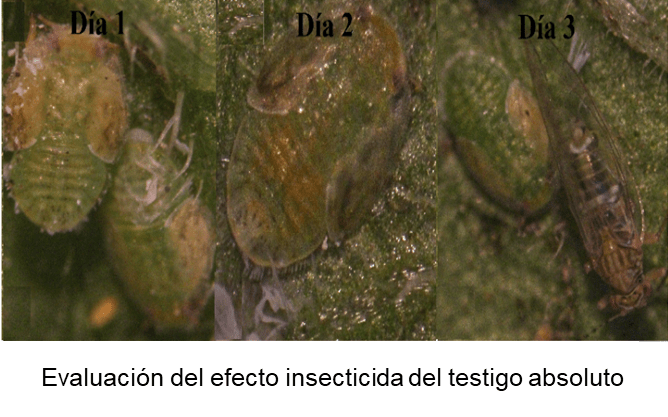 Día 1 Día 2 Día 3
Evaluación del efecto insecticida del testigo absoluto